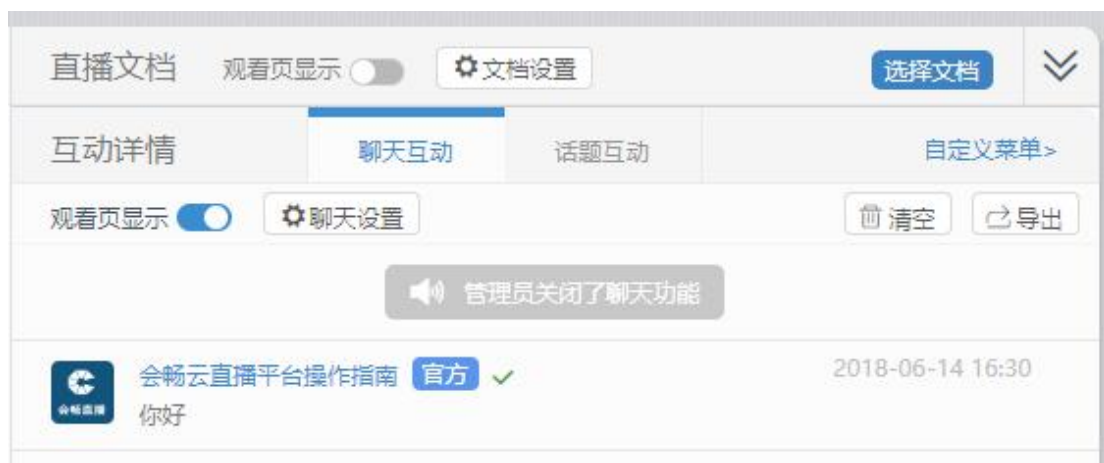 直播文档 观看页显示 文档设置 选择文档
互动详情 聊天互动 话题互动 自定义菜单>
观看页显示 聊天设置 清空 导出
管理员关闭了聊天功能
会畅云直播平台操作指南 官方 2018-06-14 16:30
会畅直播
你好